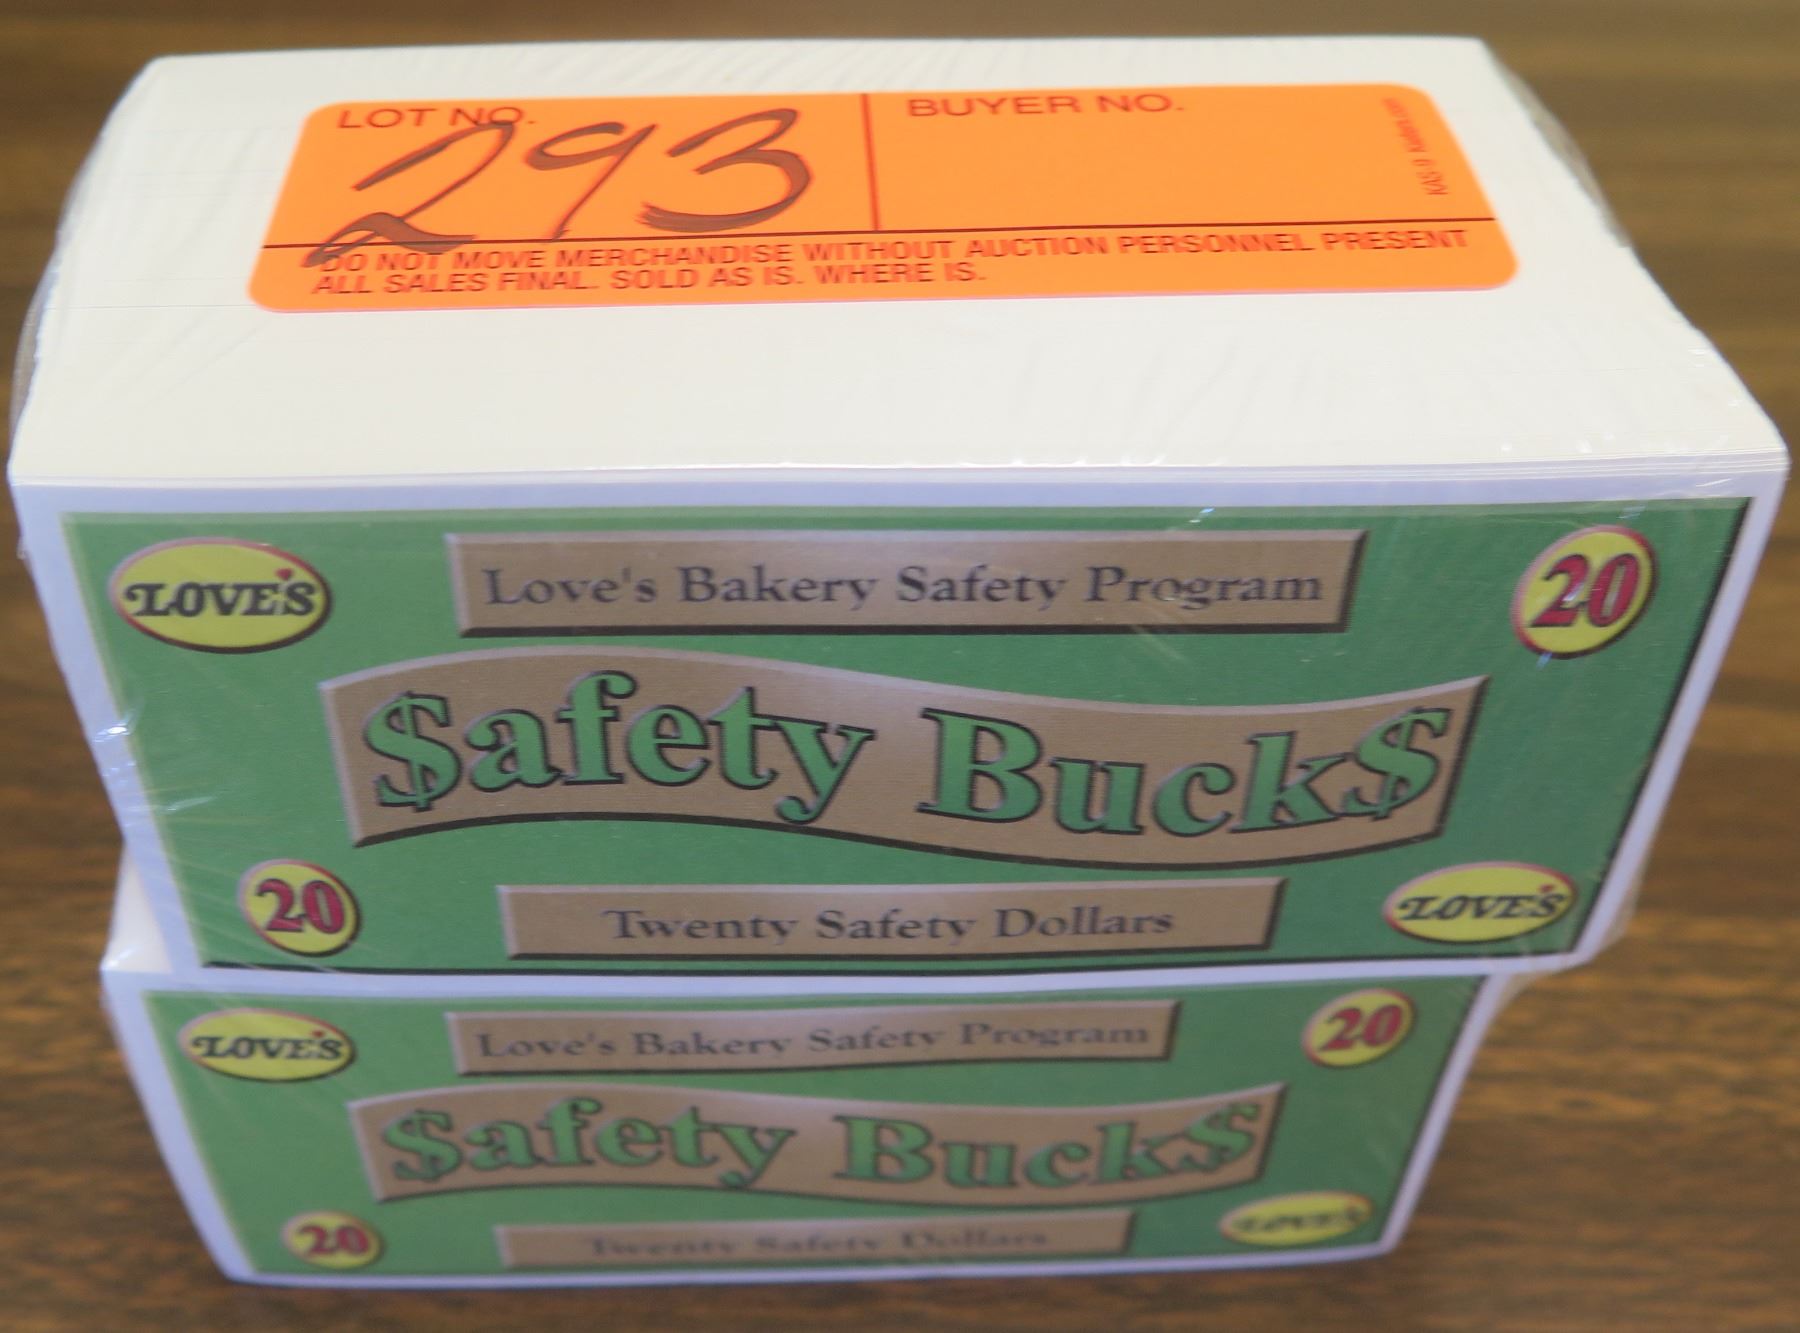 LOT NO.
293
BUYER NO.
DO NOT MOVE MERCHANDISE WITHOUT AUCTION PERSONNEL PRESENT
ALL SALES FINAL. SOLD AS IS. WHERE IS.
LOVE'S
Love's Bakery Safety Program
20
$afety Buck$
20
Twenty Safety Dollars
LOVE'S
LOVE'S
Love's Bakery Safety Program
20
$afety Buck$
20
Twenty Safety Dollars
LOVE'S